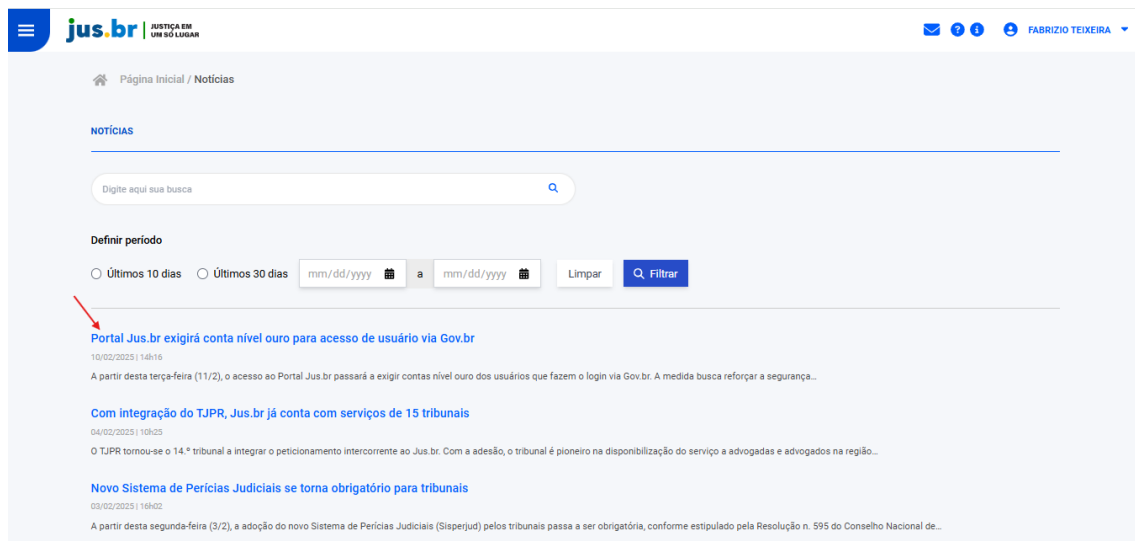 jus.br JUSTIÇA EM
UM SÓ LUGAR
FABRIZIO TEIXEIRA
Página Inicial / Notícias
NOTÍCIAS
Digite aqui sua busca
Definir período
Últimos 10 dias Últimos 30 dias mm/dd/yyyy a mm/dd/yyyy Limpar Filtrar
Portal Jus.br exigirá conta nível ouro para acesso de usuário via Gov.br
10/02/2025 | 14h16
A partir desta terça-feira (11/2), o acesso ao Portal Jus.br passará a exigir contas nível ouro dos usuários que fazem o login via Gov.br. A medida busca reforçar a segurança...
Com integração do TJPR, Jus.br já conta com serviços de 15 tribunais
04/02/2025 | 10h25
O TJPR tornou-se o 14.º tribunal a integrar o peticionamento intercorrente ao Jus.br. Com a adesão, o tribunal é pioneiro na disponibilização do serviço a advogadas e advogados na região...
Novo Sistema de Perícias Judiciais se torna obrigatório para tribunais
03/02/2025 | 16h02
A partir desta segunda-feira (3/2), a adoção do novo Sistema de Perícias Judiciais (Sisperjud) pelos tribunais passa a ser obrigatória, conforme estipulado pela Resolução n. 595 do Conselho Nacional de...